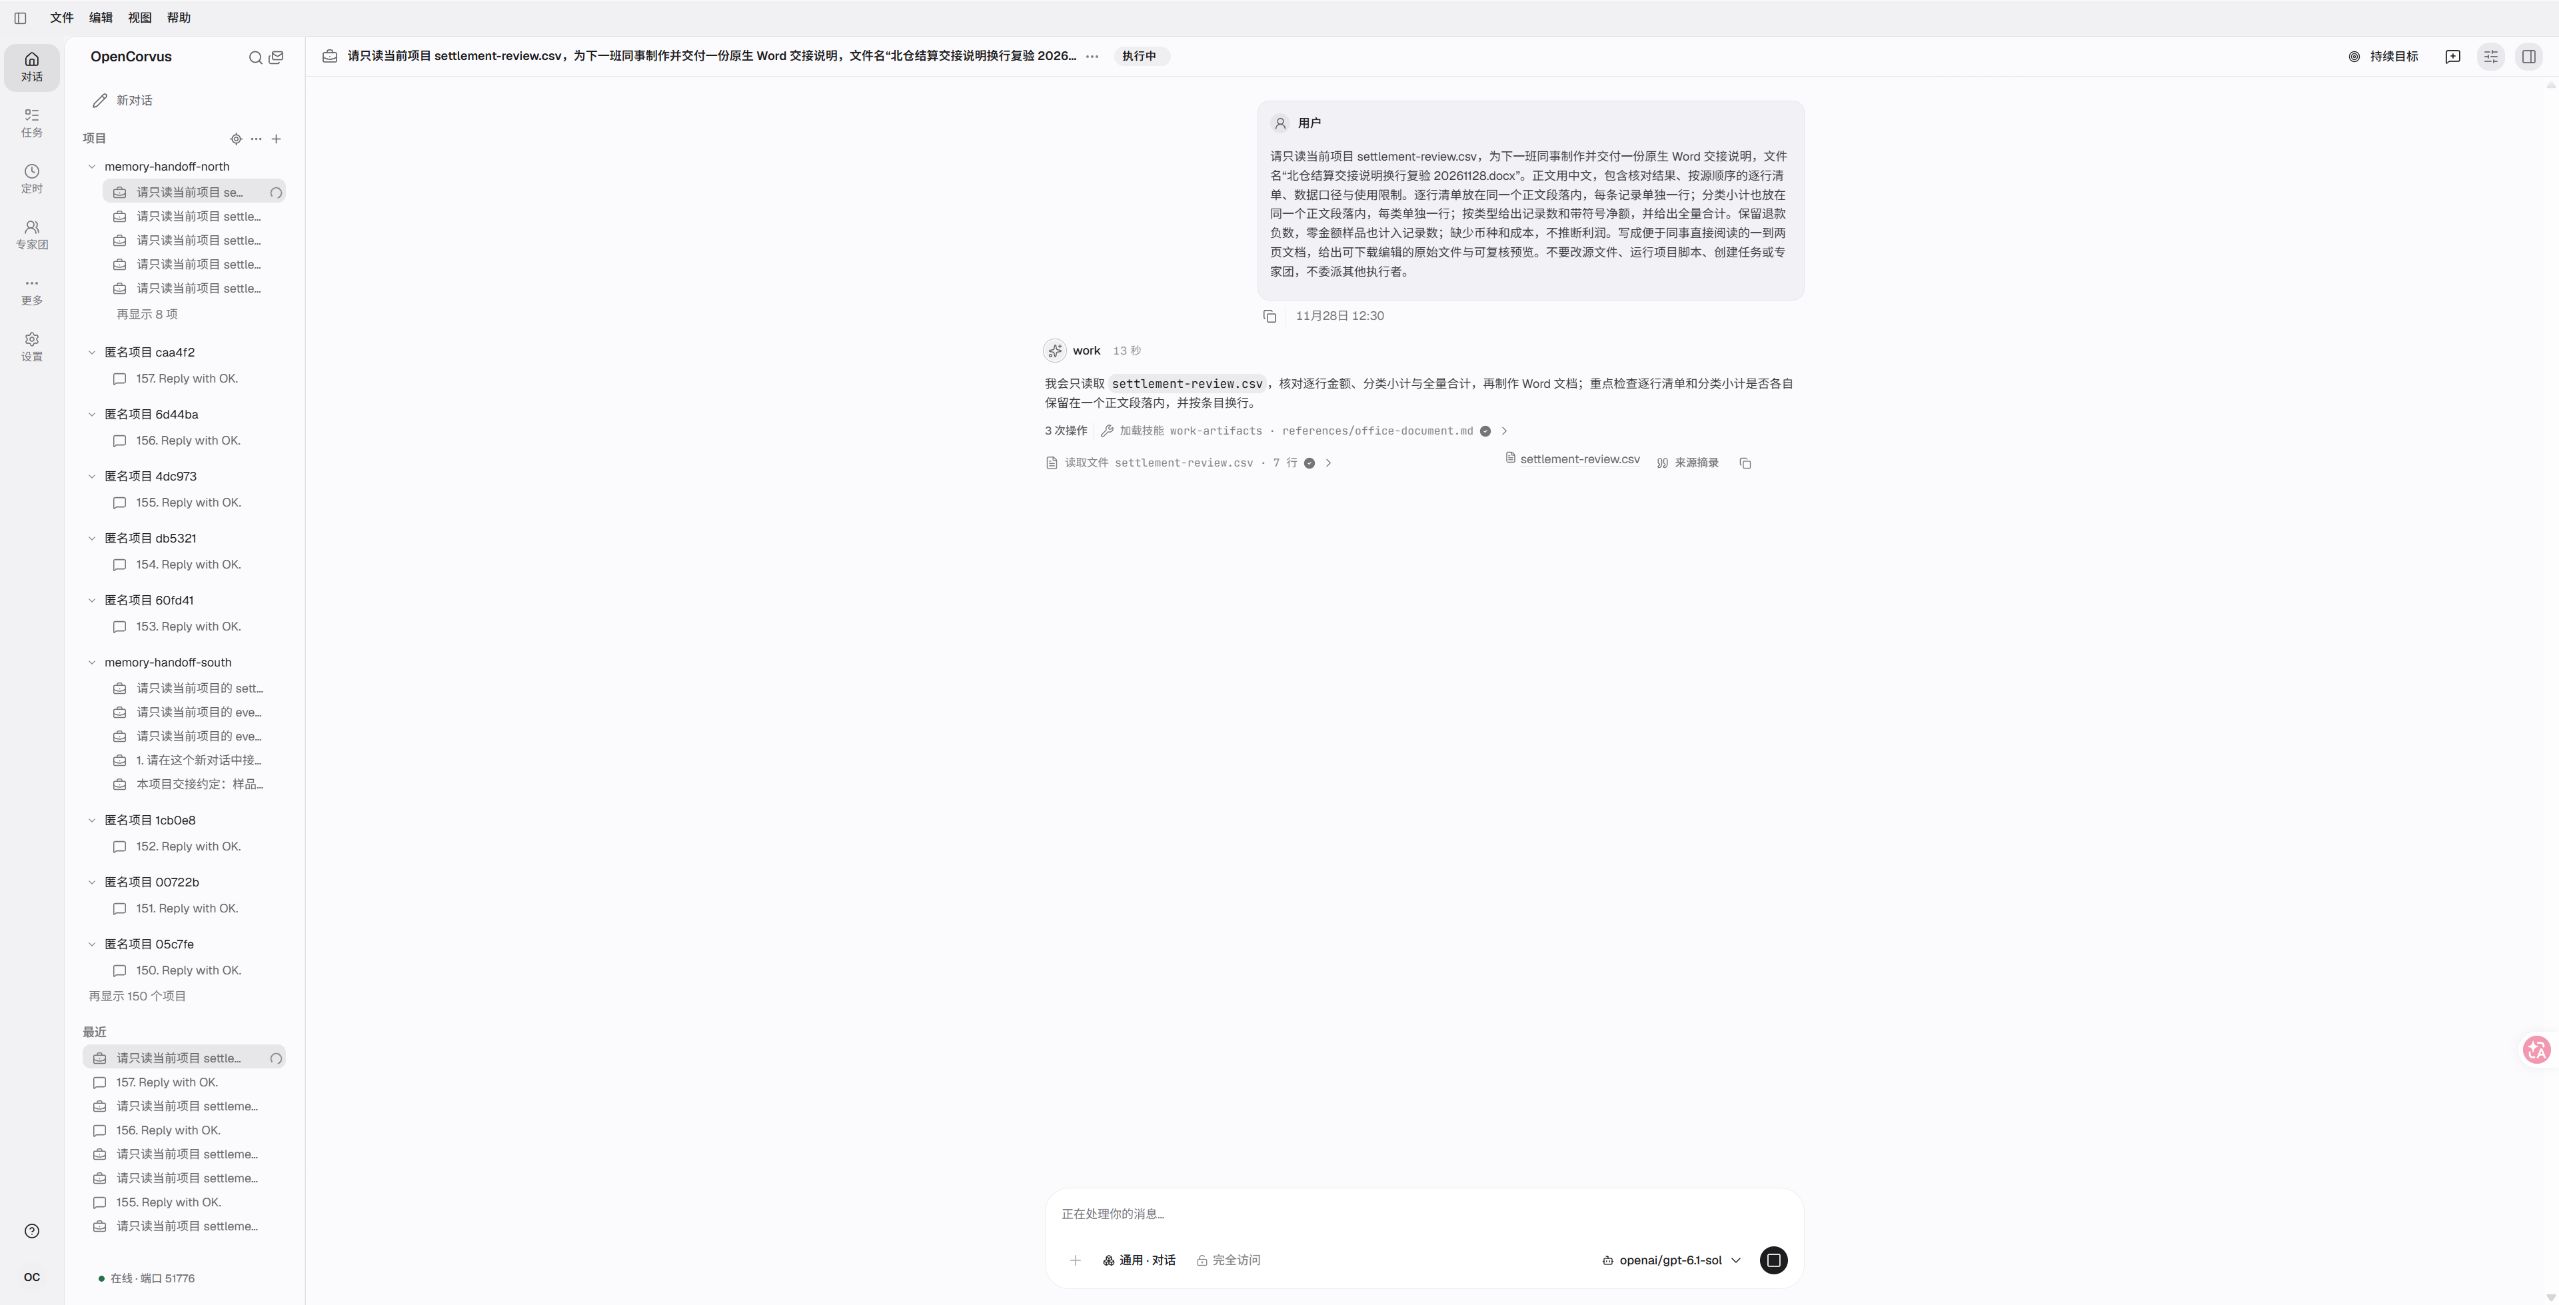 文件 编辑 视图 帮助
对话
任务
定时
专家团
更多
设置
OC
OpenCorvus
新对话
项目
memory-handoff-north
请只读当前项目 se...
请只读当前项目 settle...
请只读当前项目 settle...
请只读当前项目 settle...
请只读当前项目 settle...
再显示 8 项
匿名项目 caa4f2
157. Reply with OK.
匿名项目 6d44ba
156. Reply with OK.
匿名项目 4dc973
155. Reply with OK.
匿名项目 db5321
154. Reply with OK.
匿名项目 60fd41
153. Reply with OK.
memory-handoff-south
请只读当前项目的 sett...
请只读当前项目的 eve...
请只读当前项目的 eve...
1. 请在这个新对话中接...
本项目交接约定：样品...
匿名项目 1cb0e8
152. Reply with OK.
匿名项目 00722b
151. Reply with OK.
匿名项目 05c7fe
150. Reply with OK.
再显示 150 个项目
最近
请只读当前项目 settle...
157. Reply with OK.
请只读当前项目 settleme...
156. Reply with OK.
请只读当前项目 settleme...
请只读当前项目 settleme...
155. Reply with OK.
请只读当前项目 settleme...
在线 · 端口 51776
请只读当前项目 settlement-review.csv，为下一班同事制作并交付一份原生 Word 交接说明，文件名“北仓结算交接说明换行复验 2026... 执行中
持续目标
用户
请只读当前项目 settlement-review.csv，为下一班同事制作并交付一份原生 Word 交接说明，文件
名“北仓结算交接说明换行复验 20261128.docx”。正文用中文，包含核对结果、按源顺序的逐行清
单、数据口径与使用限制。逐行清单放在同一个正文段落内，每条记录单独一行；分类小计也放在
同一个正文段落内，每类单独一行；按类型给出记录数和带符号净额，并给出全量合计。保留退款
负数，零金额样品也计入记录数；缺少币种和成本，不推断利润。写成便于同事直接阅读的一到两
页文档，给出可下载编辑的原始文件与可复核预览。不要改源文件、运行项目脚本、创建任务或专
家团，不委派其他执行者。
11月28日 12:30
work 13 秒
我会只读取 settlement-review.csv，核对逐行金额、分类小计与全量合计，再制作 Word 文档；重点检查逐行清单和分类小计是否各自
保留在一个正文段落内，并按条目换行。
3 次操作 加载技能 work-artifacts · references/office-document.md
读取文件 settlement-review.csv · 7 行 settlement-review.csv 来源摘录
正在处理你的消息...
通用 · 对话 完全访问 openai/gpt-6.1-sol